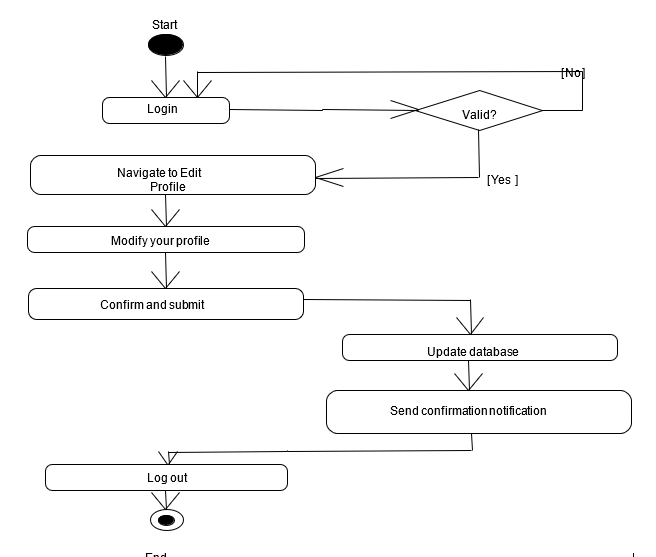 Start
[No]
Login
Valid?
Navigate to Edit
Profile
[Yes ]
Modify your profile
Confirm and submit
Update database
Send confirmation notification
Log out
End